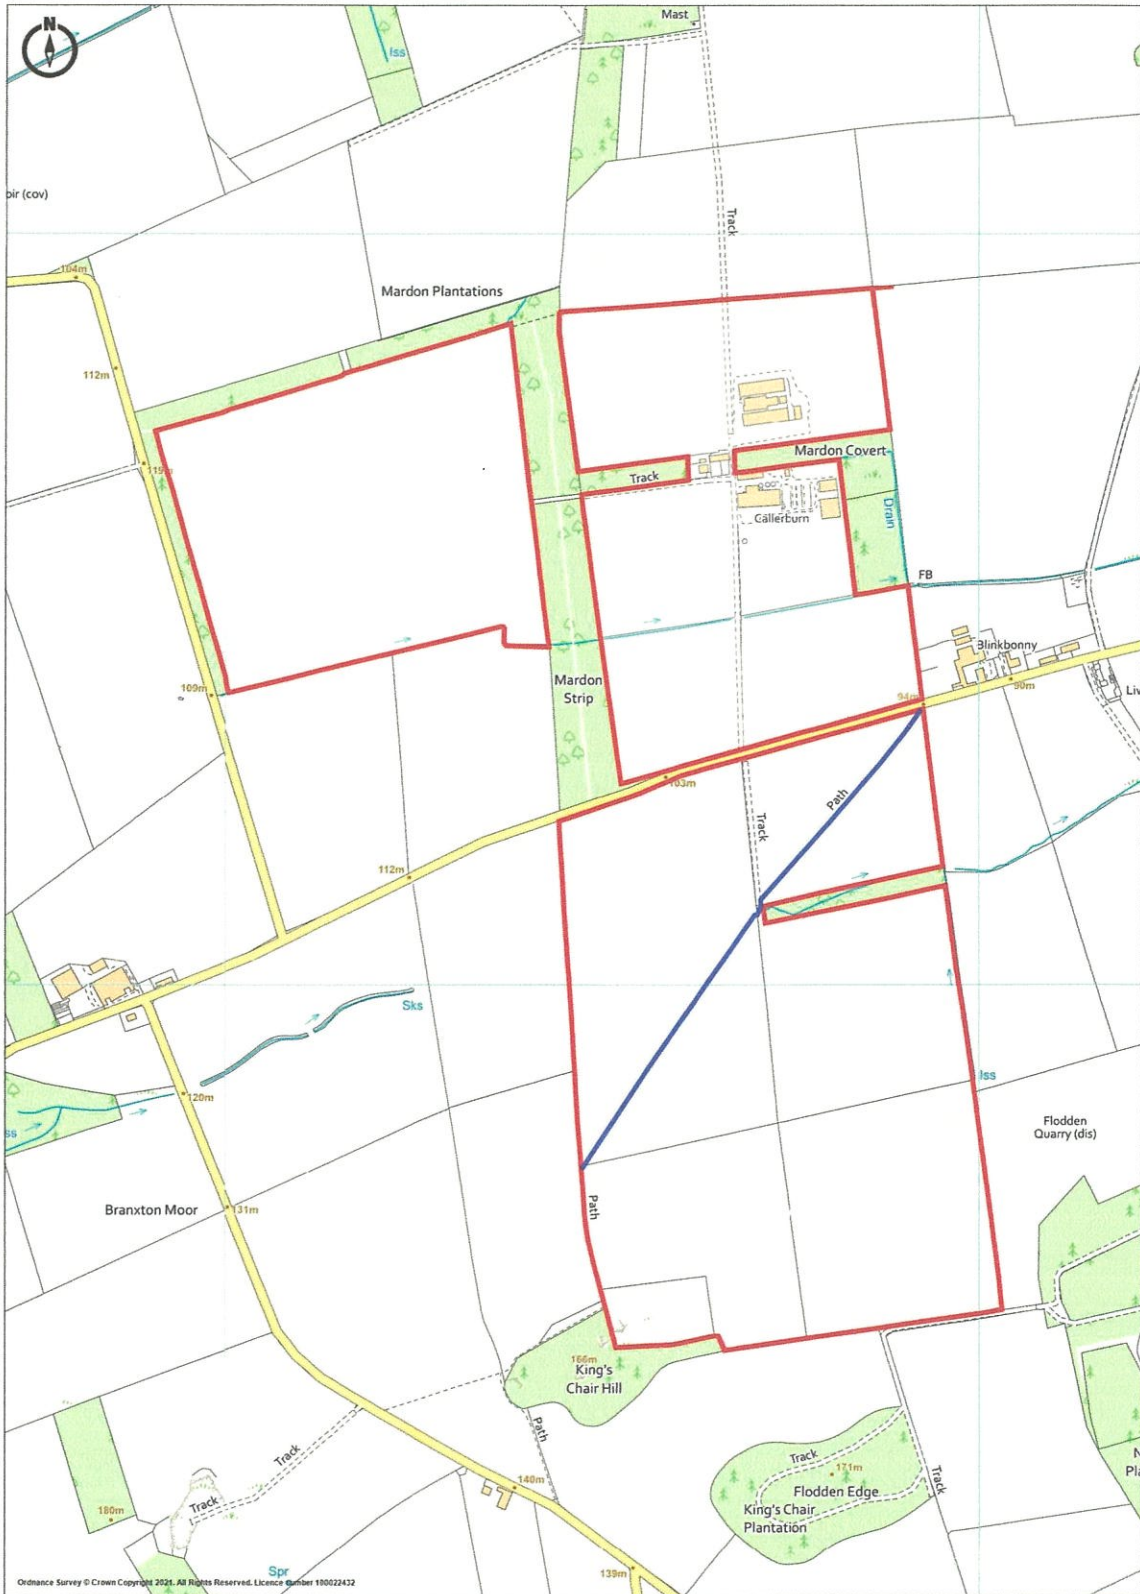 N
Mast
Iss
oir (cov)
Track
104m
Mardon Plantations
112m
Mardon Covert
119m
Track
Callerburn
Drain
FB
Blinkbonny
Mardon
Strip
109m
90m
94m
Liv
103m
Path
Track
112m
Sks
Iss
120m
Flodden
Quarry (dis)
ss
Branxton Moor
131m
Path
166m
King's
Chair Hill
Path
Track
Track
171m
Track
Flodden Edge
140m
King's Chair
Plantation
Track
N
Pla
180m
Spr
139m
Ordnance Survey © Crown Copyright 2021. All Rights Reserved. Licence number 100022432